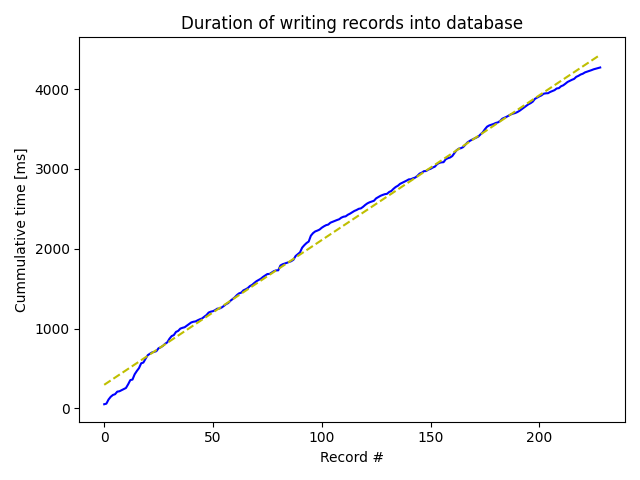 Duration of writing records into database
Cummulative time [ms]
4000
3000
2000
1000
0
0 50 100 150 200
Record #